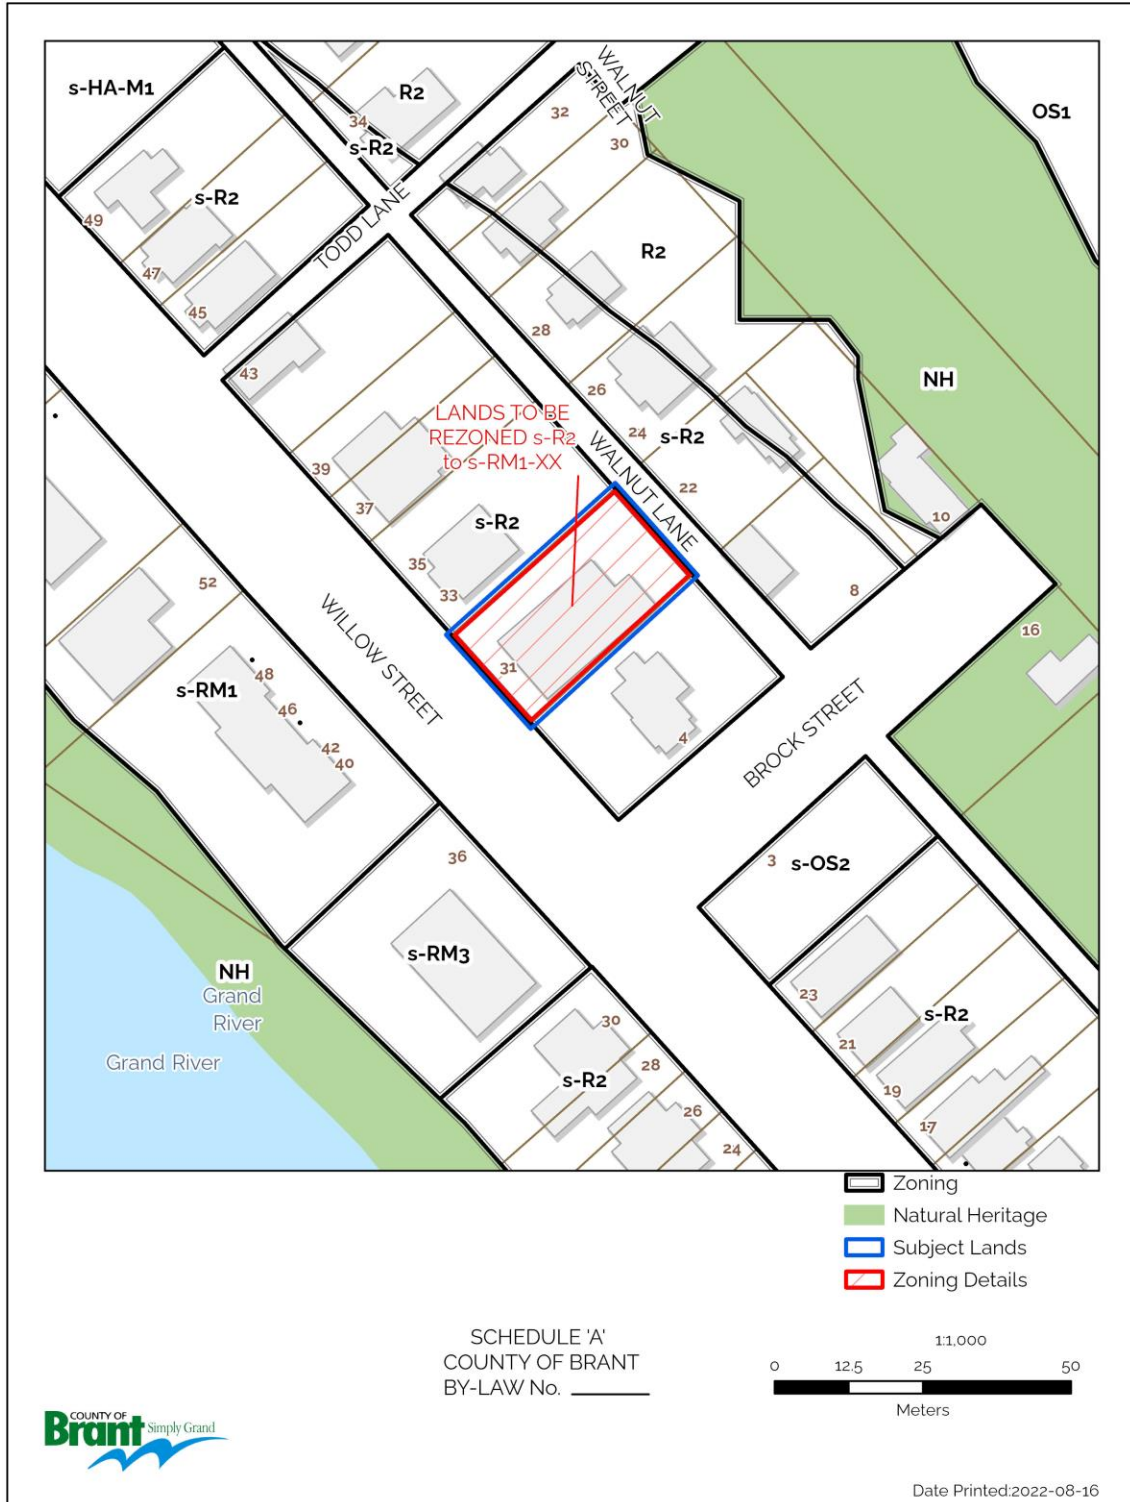 s-HA-M1
R2
WALNUT
STREET
OS1
32
34
s-R2
30
s-R2
49
TODD LANE
R2
47
45
28
43
NH
26
LANDS TO BE
REZONED s-R2
to s-RM1-XX
24
s-R2
WALNUT LANE
39
22
37
s-R2
10
35
33
52
8
WILLOW STREET
16
31
48
s-RM1
46
42
40
4
BROCK STREET
36
3
s-OS2
s-RM3
NH
Grand
River
Grand River
23
s-R2
30
21
28
s-R2
19
26
17
24
Zoning
Natural Heritage
Subject Lands
Zoning Details
SCHEDULE 'A'
COUNTY OF BRANT
BY-LAW No. ________
1:1,000
0 12.5 25 50
Meters
COUNTY OF
Brant Simply Grand
Date Printed:2022-08-16